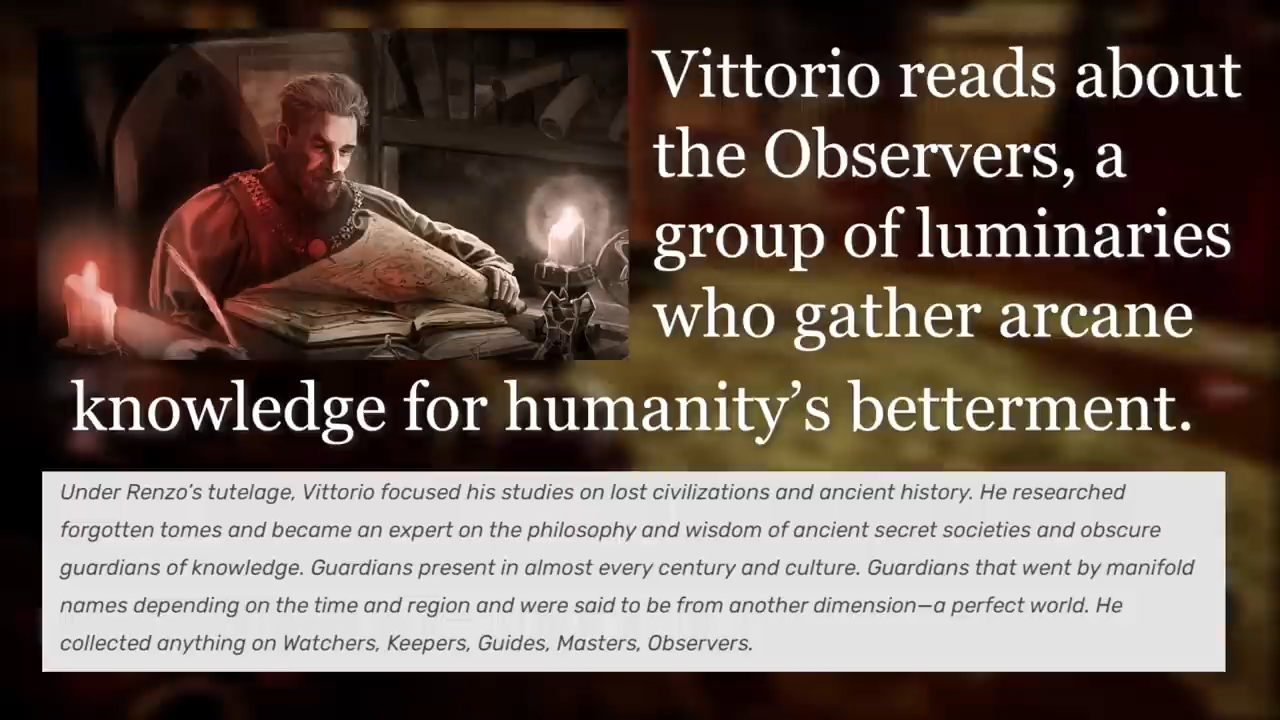 Vittorio reads about
the Observers, a
group of luminaries
who gather arcane
knowledge for humanity’s betterment.
Under Renzo’s tutelage, Vittorio focused his studies on lost civilizations and ancient history. He researched
forgotten tomes and became an expert on the philosophy and wisdom of ancient secret societies and obscure
guardians of knowledge. Guardians present in almost every century and culture. Guardians that went by manifold
names depending on the time and region and were said to be from another dimension—a perfect world. He
collected anything on Watchers, Keepers, Guides, Masters, Observers.